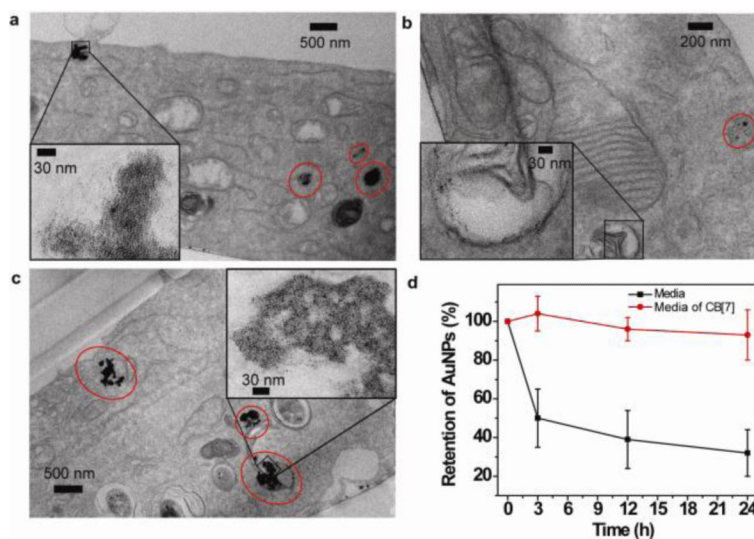 a
500 nm
30 nm
b
200 nm
30 nm
c
30 nm
500 nm
d
Media
Media of CB[7]
Retention of AuNPs (%)
100
80
60
40
20
0 3 6 9 12 15 18 21 24
Time (h)